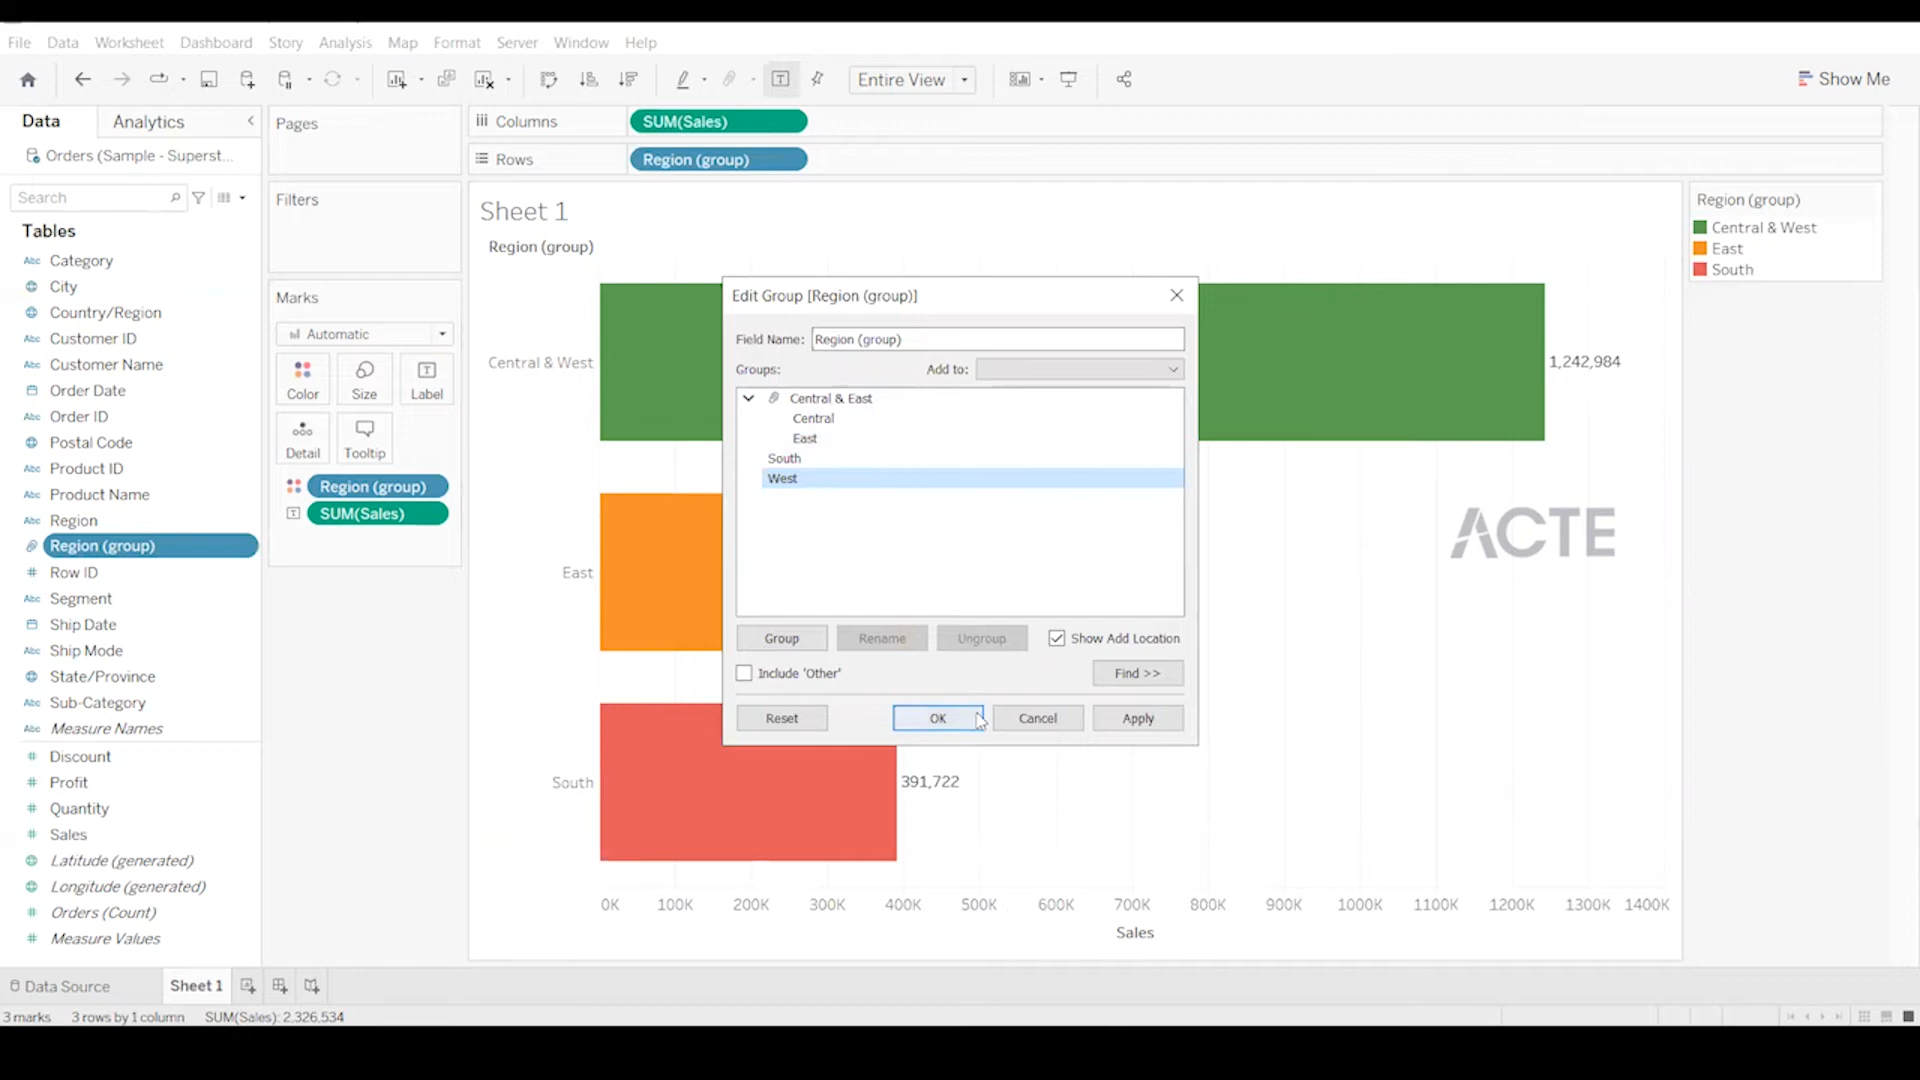 File Data Worksheet Dashboard Story Analysis Map Format Server Window Help
Entire View
Show Me
Data Analytics
Orders (Sample - Superst...
Search
Tables
Category
City
Country/Region
Customer ID
Customer Name
Order Date
Order ID
Postal Code
Product ID
Product Name
Region
Region (group)
Row ID
Segment
Ship Date
Ship Mode
State/Province
Sub-Category
Measure Names
Discount
Profit
Quantity
Sales
Latitude (generated)
Longitude (generated)
Orders (Count)
Measure Values
Pages
Filters
Marks
Automatic
Color Size Label
Detail Tooltip
Region (group)
SUM(Sales)
Columns SUM(Sales)
Rows Region (group)
Sheet 1
Region (group)
Central & West
1,242,984
East
South
391,722
0K 100K 200K 300K 400K 500K 600K 700K 800K 900K 1000K 1100K 1200K 1300K 1400K
Sales
Edit Group [Region (group)]
Field Name: Region (group)
Groups: Add to:
Central & East
Central
East
South
West
Group Rename Ungroup Show Add Location
Include 'Other' Find >>
Reset OK Cancel Apply
ACTE
Region (group)
Central & West
East
South
Data Source Sheet 1
3 marks 3 rows by 1 column SUM(Sales): 2,326,534